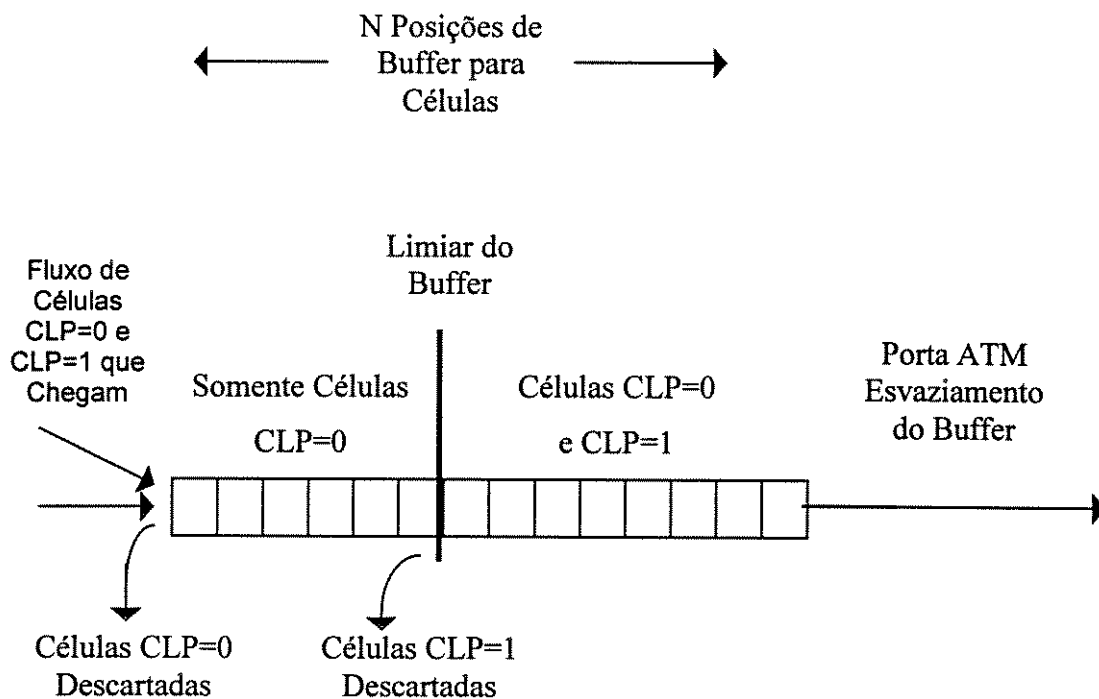 N Posições de
Buffer para
Células
Limiar do
Buffer
Fluxo de
Células
CLP=0 e
CLP=1 que
Chegam
Somente Células
CLP=0
Células CLP=0
e CLP=1
Porta ATM
Esvaziamento
do Buffer
Células CLP=0
Descartadas
Células CLP=1
Descartadas